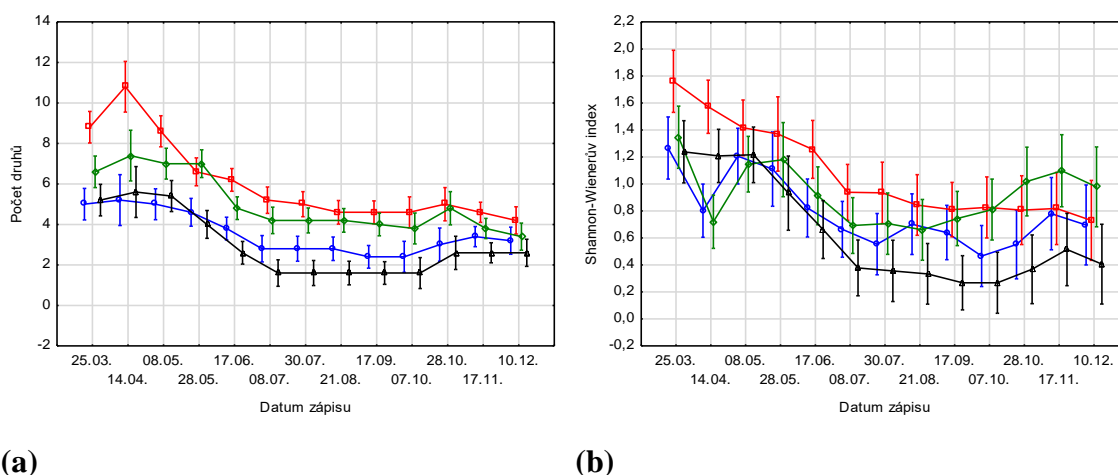 14
12
10
8
6
4
2
0
-2
Počet druhů
25.03. 08.05. 17.06. 30.07. 17.09. 28.10. 10.12.
14.04. 28.05. 08.07. 21.08. 07.10. 17.11.
Datum zápisu
(a)
2,2
2,0
1,8
1,6
1,4
1,2
1,0
0,8
0,6
0,4
0,2
0,0
-0,2
Shannon-Wienerův index
25.03. 08.05. 17.06. 30.07. 17.09. 28.10. 10.12.
14.04. 28.05. 08.07. 21.08. 07.10. 17.11.
Datum zápisu
(b)